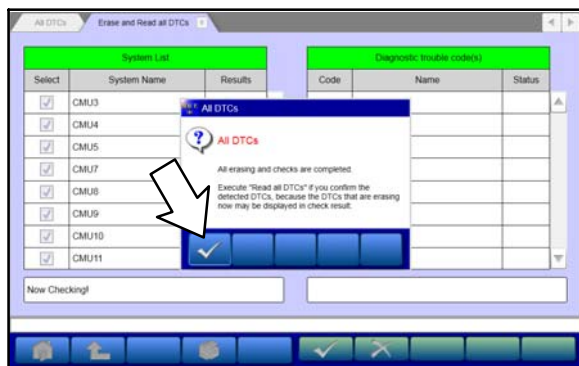 All DTCs
Erase and Read all DTCs
System List
Diagnostic trouble code(s)
Select
System Name
Results
Code
Name
Status
CMU3
CMU4
CMU5
CMU7
CMU8
CMU9
CMU10
CMU11
All DTCs
All DTCs
All erasing and checks are completed.
Execute "Read all DTCs" if you confirm the
detected DTCs, because the DTCs that are erasing
now may be displayed in check result.
Now Checking!